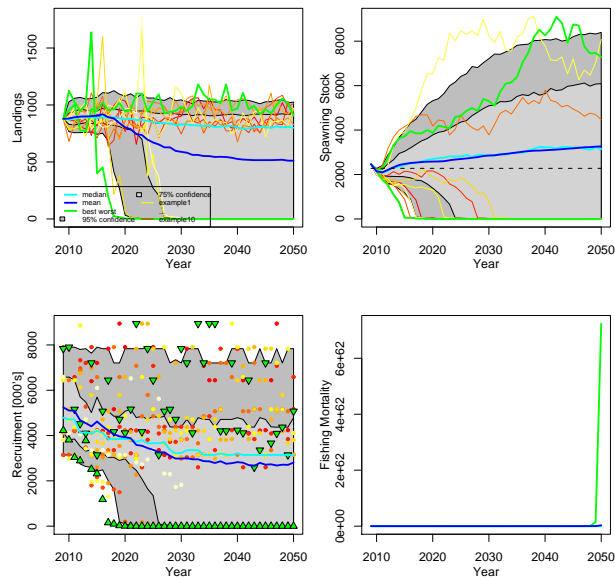 Landings
0
500
1000
1500
median
mean
best worst
95% confidence
75% confidence
example1
example10
2010 2020 2030 2040 2050
Year
Spawning Stock
0
2000
4000
6000
8000
2010 2020 2030 2040 2050
Year
Recruitment [000's]
0
2000
4000
6000
8000
2010 2020 2030 2040 2050
Year
Fishing Mortality
0e+00
2e+62
4e+62
6e+62
2010 2020 2030 2040 2050
Year